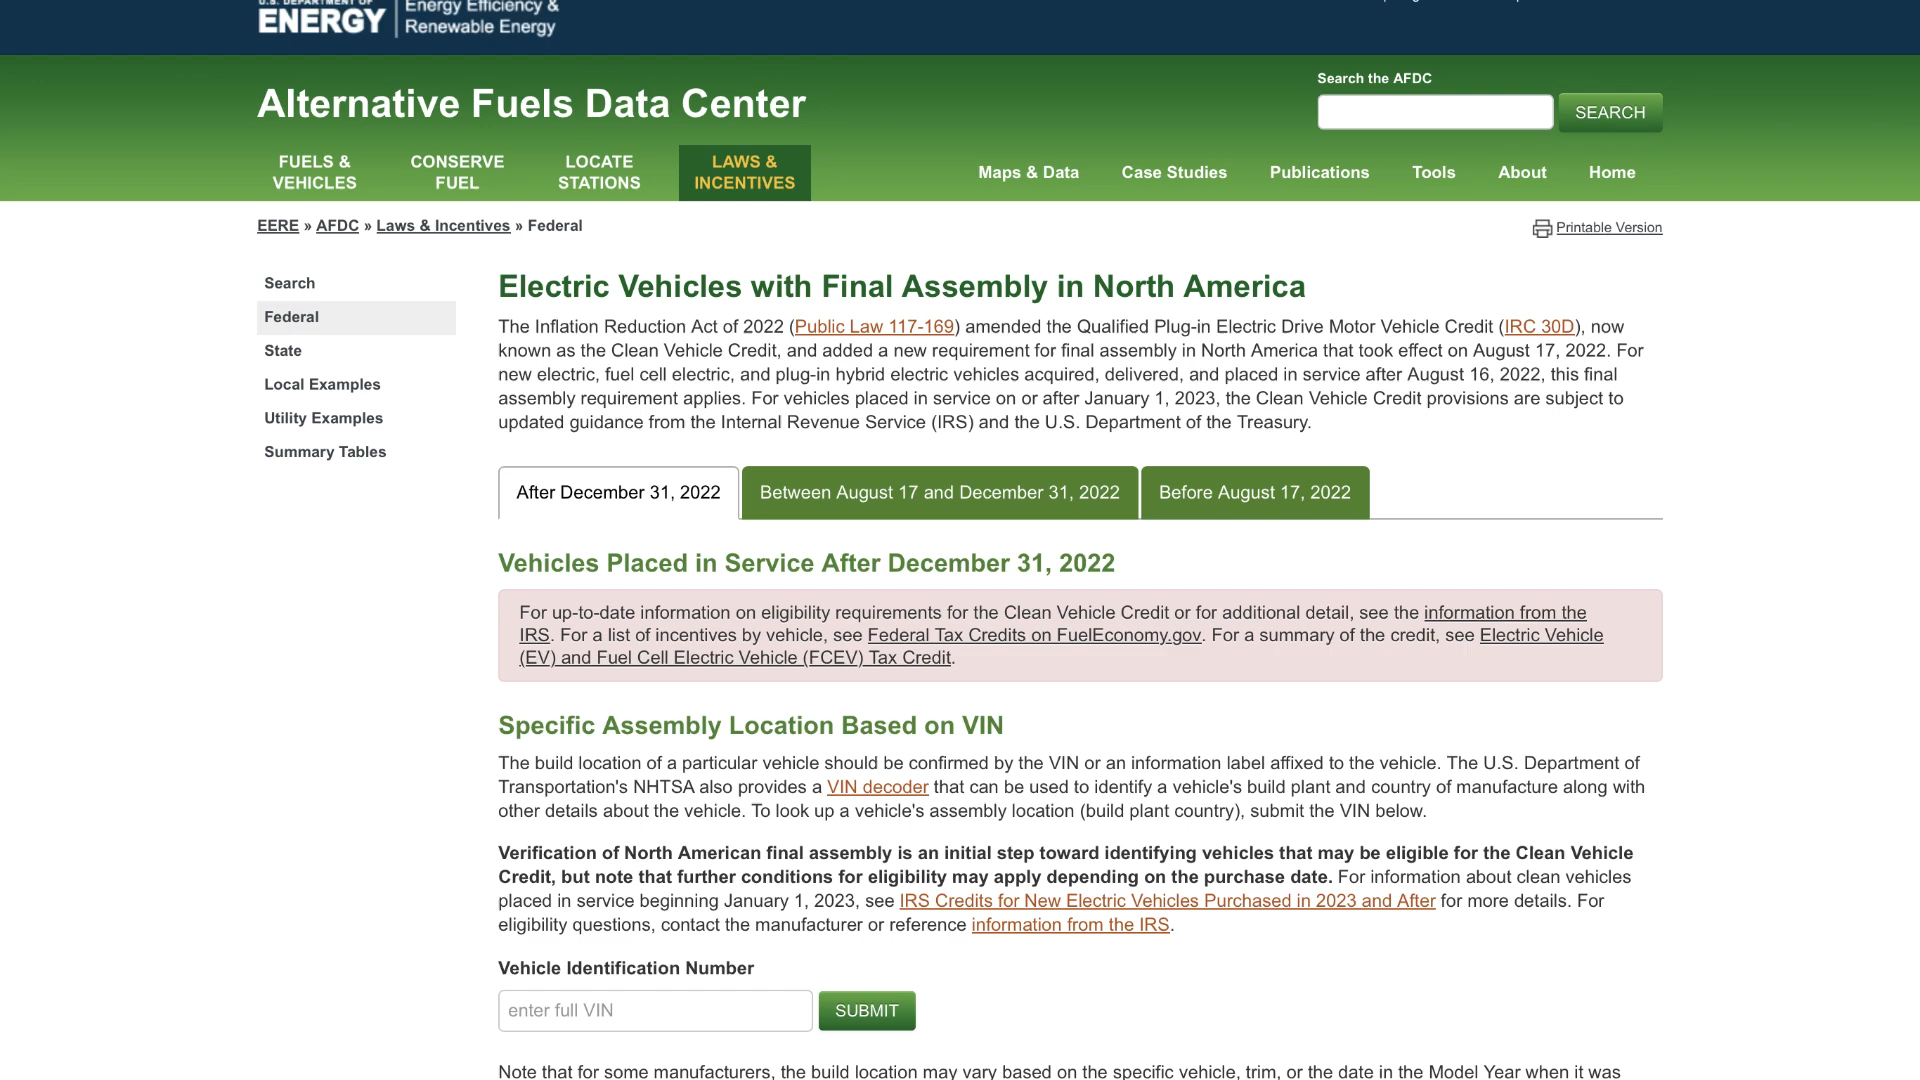 U.S. DEPARTMENT OF
ENERGY
Energy Efficiency &
Renewable Energy
Alternative Fuels Data Center
Search the AFDC
SEARCH
FUELS &
VEHICLES
CONSERVE
FUEL
LOCATE
STATIONS
LAWS &
INCENTIVES
Maps & Data
Case Studies
Publications
Tools
About
Home
EERE » AFDC » Laws & Incentives » Federal
Printable Version
Search
Federal
State
Local Examples
Utility Examples
Summary Tables
Electric Vehicles with Final Assembly in North America
The Inflation Reduction Act of 2022 (Public Law 117-169) amended the Qualified Plug-in Electric Drive Motor Vehicle Credit (IRC 30D), now
known as the Clean Vehicle Credit, and added a new requirement for final assembly in North America that took effect on August 17, 2022. For
new electric, fuel cell electric, and plug-in hybrid electric vehicles acquired, delivered, and placed in service after August 16, 2022, this final
assembly requirement applies. For vehicles placed in service on or after January 1, 2023, the Clean Vehicle Credit provisions are subject to
updated guidance from the Internal Revenue Service (IRS) and the U.S. Department of the Treasury.
After December 31, 2022
Between August 17 and December 31, 2022
Before August 17, 2022
Vehicles Placed in Service After December 31, 2022
For up-to-date information on eligibility requirements for the Clean Vehicle Credit or for additional detail, see the information from the
IRS. For a list of incentives by vehicle, see Federal Tax Credits on FuelEconomy.gov. For a summary of the credit, see Electric Vehicle
(EV) and Fuel Cell Electric Vehicle (FCEV) Tax Credit.
Specific Assembly Location Based on VIN
The build location of a particular vehicle should be confirmed by the VIN or an information label affixed to the vehicle. The U.S. Department of
Transportation's NHTSA also provides a VIN decoder that can be used to identify a vehicle's build plant and country of manufacture along with
other details about the vehicle. To look up a vehicle's assembly location (build plant country), submit the VIN below.
Verification of North American final assembly is an initial step toward identifying vehicles that may be eligible for the Clean Vehicle
Credit, but note that further conditions for eligibility may apply depending on the purchase date. For information about clean vehicles
placed in service beginning January 1, 2023, see IRS Credits for New Electric Vehicles Purchased in 2023 and After for more details. For
eligibility questions, contact the manufacturer or reference information from the IRS.
Vehicle Identification Number
enter full VIN
SUBMIT
Note that for some manufacturers, the build location may vary based on the specific vehicle, trim, or the date in the Model Year when it was